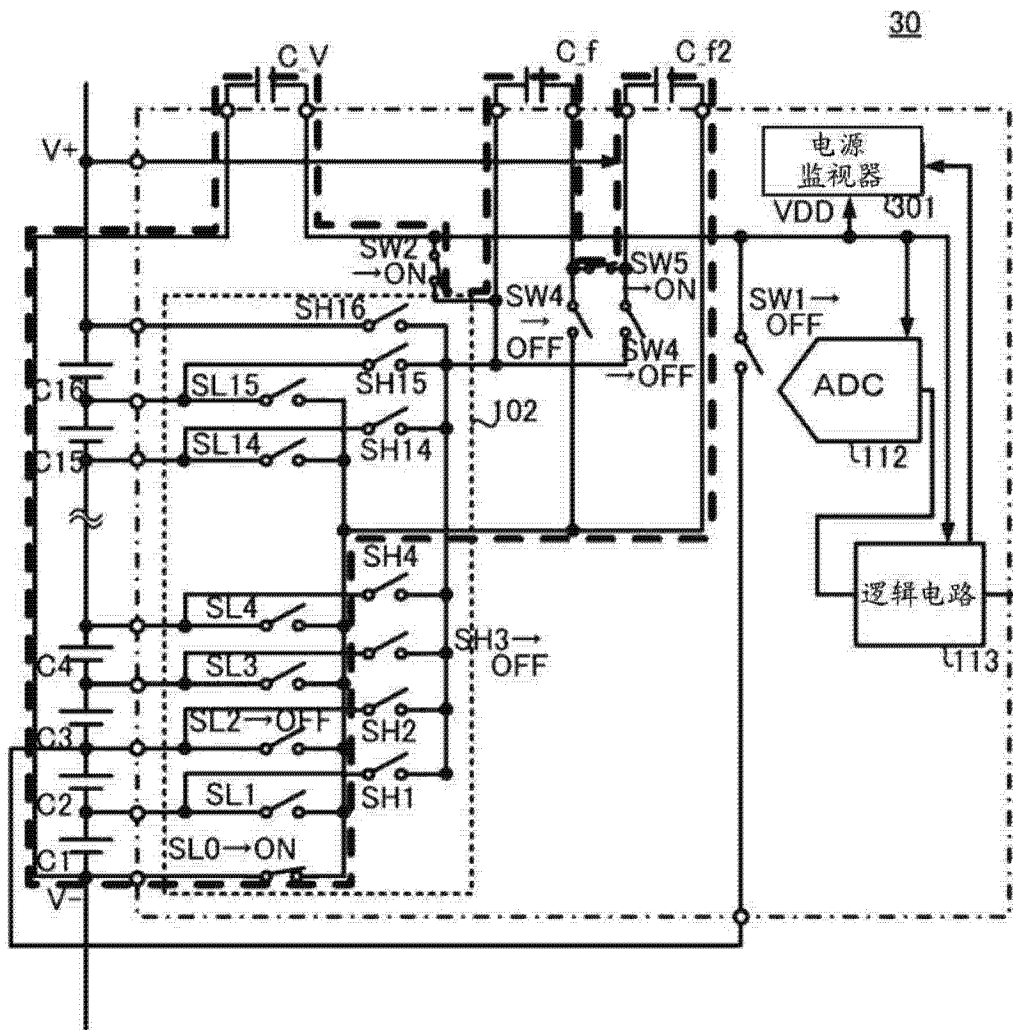 30
C_V
C_f
C_f2
V+
电源
监视器
301
VDD
SW2
→ON
SW5
→ON
SW4
→
OFF
SW4
→OFF
SW1→
OFF
SH16
SH15
C16
SL15
102
ADC
SH14
SL14
C15
112
SH4
SL4
逻辑电路
SH3→
OFF
113
C4
SL3
SL2→OFF
SH2
C3
SL1
SH1
C2
SL0→ON
C1
V-